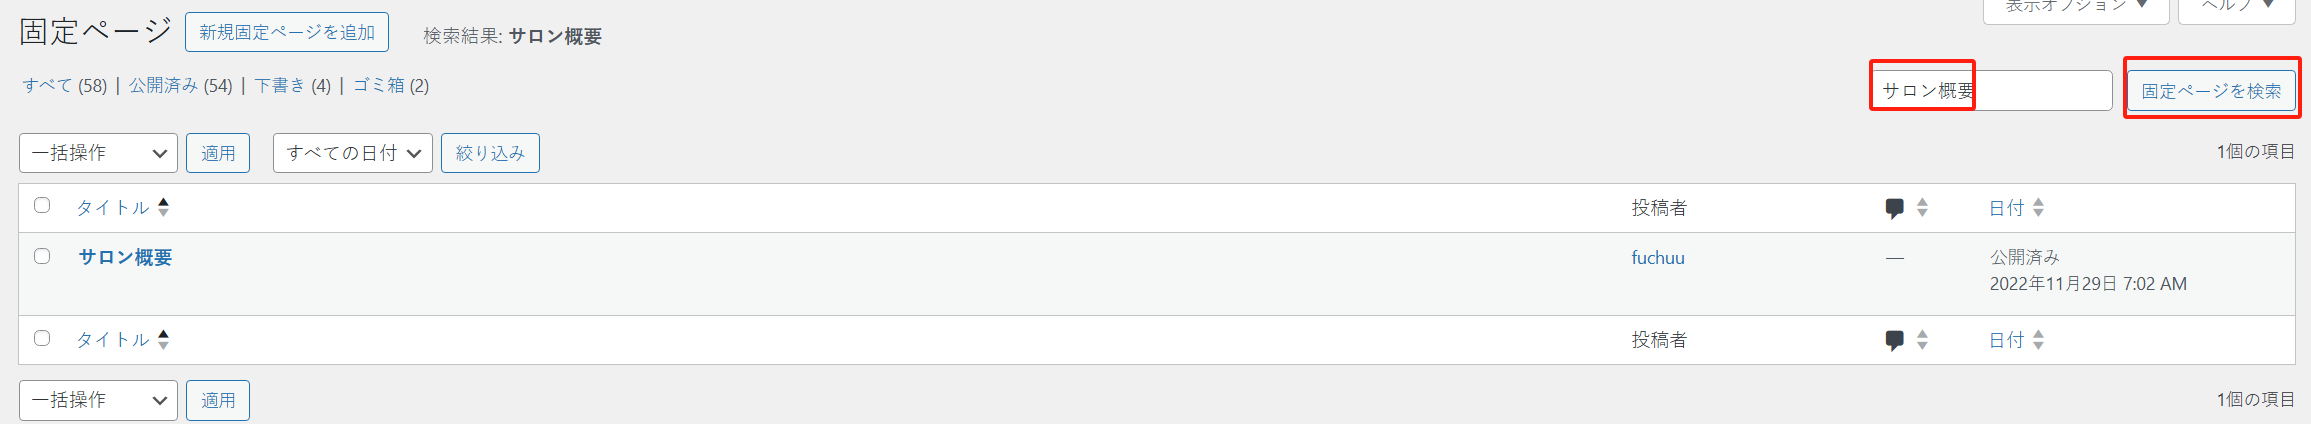 表示オプション ▼ ヘルプ ▼
固定ページ 新規固定ページを追加 検索結果: サロン概要
すべて (58) | 公開済み (54) | 下書き (4) | ゴミ箱 (2)
サロン概要 固定ページを検索
一括操作 適用 すべての日付 絞り込み 1個の項目
タイトル 投稿者 日付
サロン概要 fuchuu — 公開済み
2022年11月29日 7:02 AM
タイトル 投稿者 日付
一括操作 適用 1個の項目